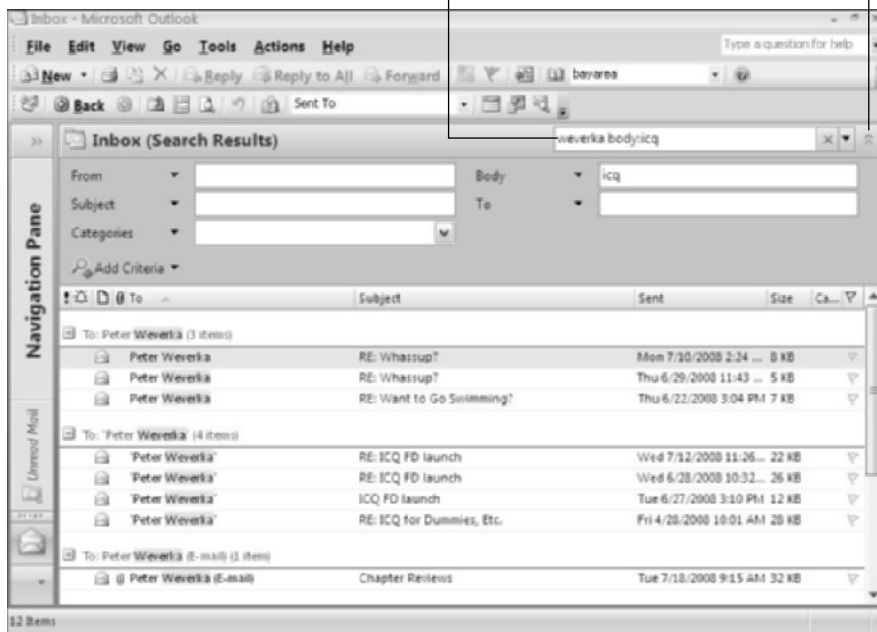 Inbox - Microsoft Outlook
File Edit View Go Tools Actions Help Type a question for help
New Reply Reply to All Forward bayarea
Back Sent To
Inbox (Search Results) weverka body:icq
From Body icq
Subject To
Categories
Add Criteria
Navigation Pane
Unread Mail
To Subject Sent Size Ca...
To: Peter Weverka (3 items)
Peter Weverka RE: Whassup? Mon 7/10/2008 2:24 ... 8 KB
Peter Weverka RE: Whassup? Thu 6/29/2008 11:43 ... 5 KB
Peter Weverka RE: Want to Go Swimming? Thu 6/22/2008 3:04 PM 7 KB
To: 'Peter Weverka' (4 items)
'Peter Weverka' RE: ICQ FD launch Wed 7/12/2008 11:26... 22 KB
'Peter Weverka' RE: ICQ FD launch Wed 6/28/2008 10:32... 26 KB
'Peter Weverka' ICQ FD launch Tue 6/27/2008 3:10 PM 12 KB
'Peter Weverka' RE: ICQ for Dummies, Etc. Fri 4/28/2008 10:01 AM 28 KB
To: Peter Weverka (E-mail) (1 item)
Peter Weverka (E-mail) Chapter Reviews Tue 7/18/2008 9:15 AM 32 KB
12 Items